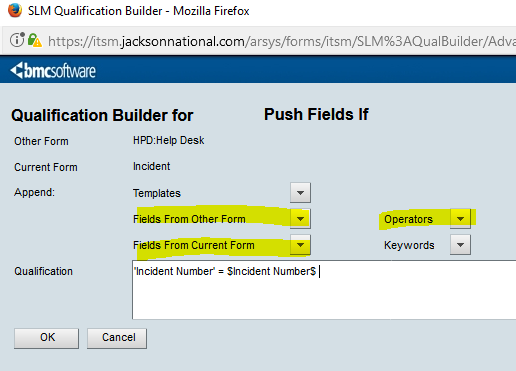 SLM Qualification Builder - Mozilla Firefox
https://itsm.jacksonnational.com/arsys/forms/itsm/SLM%3AQualBuilder/Adva
bmcsoftware
Qualification Builder for Push Fields If
Other Form HPD:Help Desk
Current Form Incident
Append: Templates
Fields From Other Form Operators
Fields From Current Form Keywords
Qualification 'Incident Number' = $Incident Number$
OK Cancel